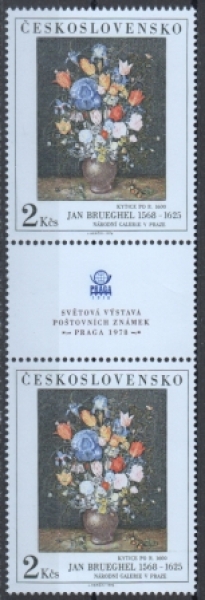 ČESKOSLOVENSKO
KYTICE PO R. 1600
2 Kčs
JAN BRUEGHEL 1568-1625
NÁRODNÍ GALERIE V PRAZE
PRAGA
1978
SVĚTOVÁ VÝSTAVA
POŠTOVNÍCH ZNÁMEK
PRAGA 1978
ČESKOSLOVENSKO
KYTICE PO R. 1600
2 Kčs
JAN BRUEGHEL 1568-1625
NÁRODNÍ GALERIE V PRAZE